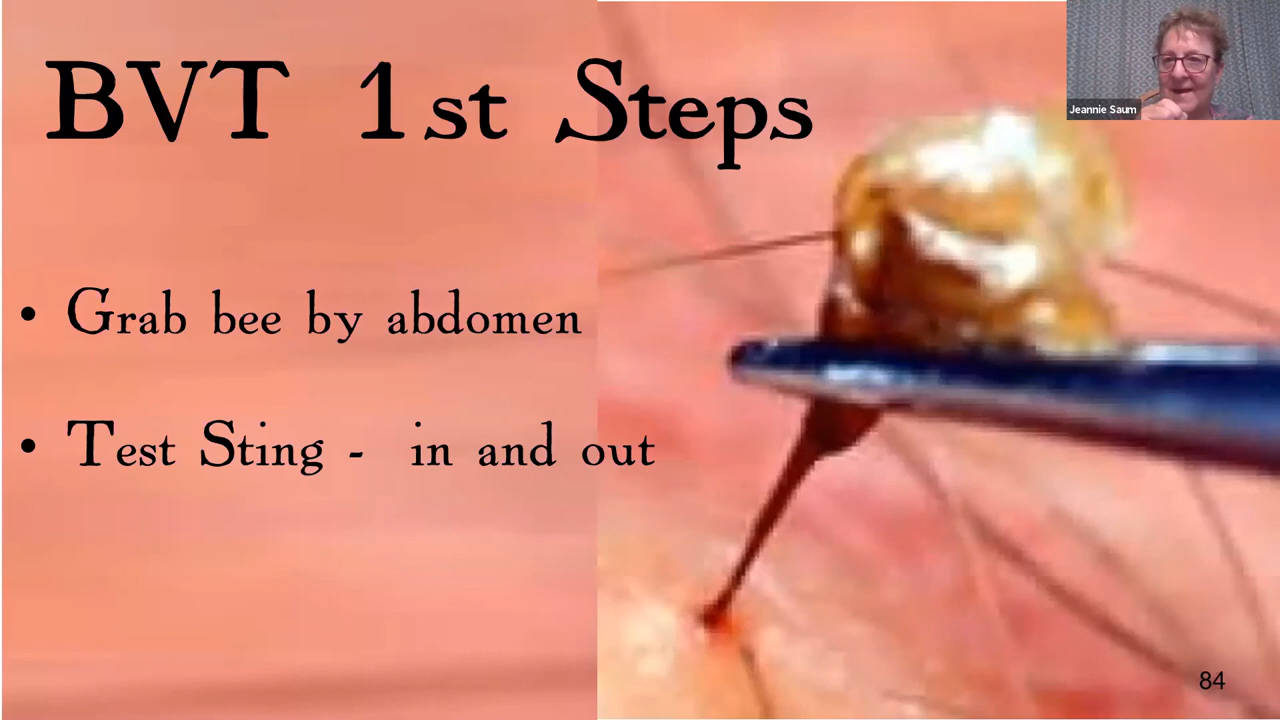 BVT 1st Steps
Jeannie Saum
• Grab bee by abdomen
• Test Sting - in and out
84